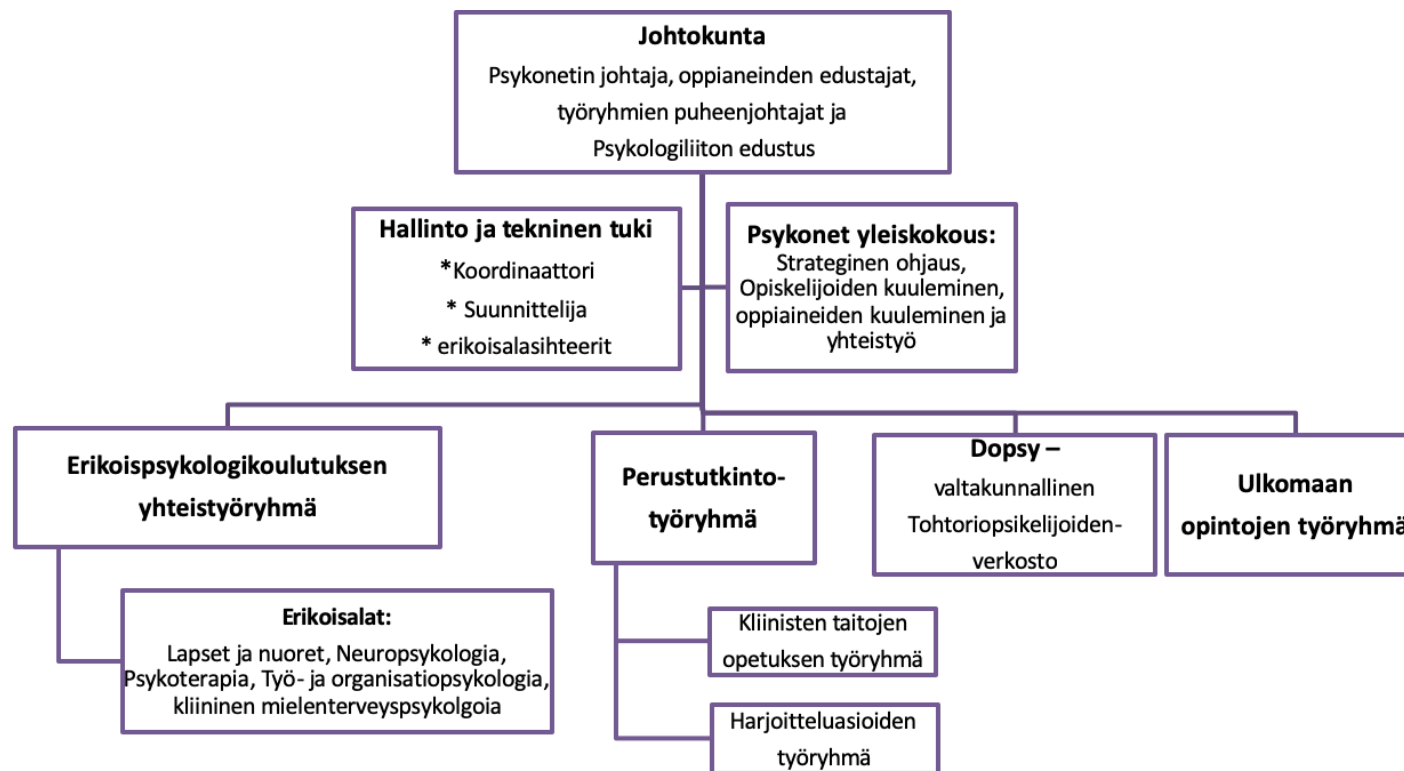 Johtokunta
Psykonetin johtaja, oppianeinden edustajat,
työryhmien puheenjohtajat ja
Psykologiliiton edustus
Hallinto ja tekninen tuki
*Koordinaattori
* Suunnittelija
* erikoisalasihteerit
Psykonet yleiskokous:
Strateginen ohjaus,
Opiskelijoiden kuuleminen,
oppiaineiden kuuleminen ja
yhteistyö
Erikoispsykologikoulutuksen
yhteistyöryhmä
Erikoisalat:
Lapset ja nuoret, Neuropsykologia,
Psykoterapia, Työ- ja organisatiopsykologia,
kliininen mielenterveyspsykolgoia
Perustutkinto-
työryhmä
Kliinisten taitojen
opetuksen työryhmä
Harjoitteluasioiden
työryhmä
Dopsy –
valtakunnallinen
Tohtoriopsikelijoiden-
verkosto
Ulkomaan
opintojen työryhmä